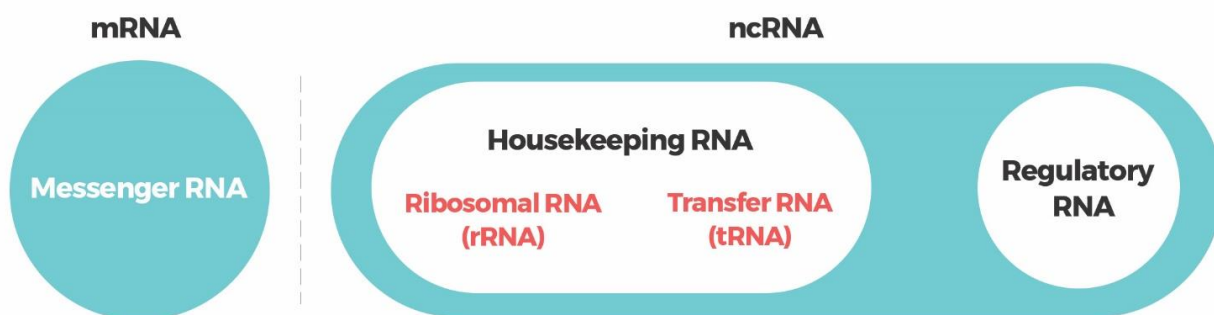 mRNA
ncRNA
Messenger RNA
Housekeeping RNA
Ribosomal RNA
(rRNA)
Transfer RNA
(tRNA)
Regulatory
RNA